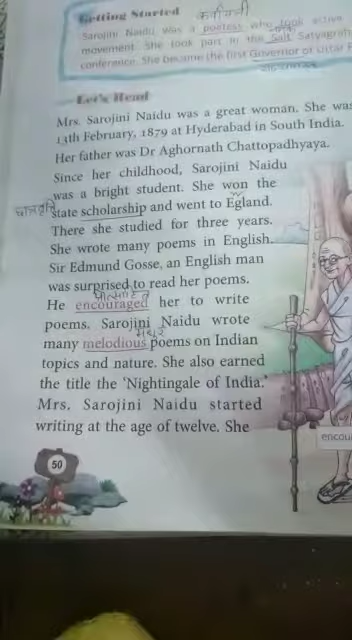 Getting Started
कवयित्री
Sarojini Naidu was a poetess who took active
movement. She took part in the Salt Satyagrah
conference. She became the first Governor of Uttar P
Let's Read
Mrs. Sarojini Naidu was a great woman. She was
13th February, 1879 at Hyderabad in South India.
Her father was Dr Aghornath Chattopadhyaya.
Since her childhood, Sarojini Naidu
was a bright student. She won the
छात्रवृत्ति
State scholarship and went to Egland.
There she studied for three years.
She wrote many poems in English.
Sir Edmund Gosse, an English man
was surprised to read her poems.
प्रोत्साहित
He encouraged her to write
poems. Sarojini Naidu wrote
मधुर
many melodious poems on Indian
topics and nature. She also earned
the title the 'Nightingale of India.'
Mrs. Sarojini Naidu started
writing at the age of twelve. She
encou
50